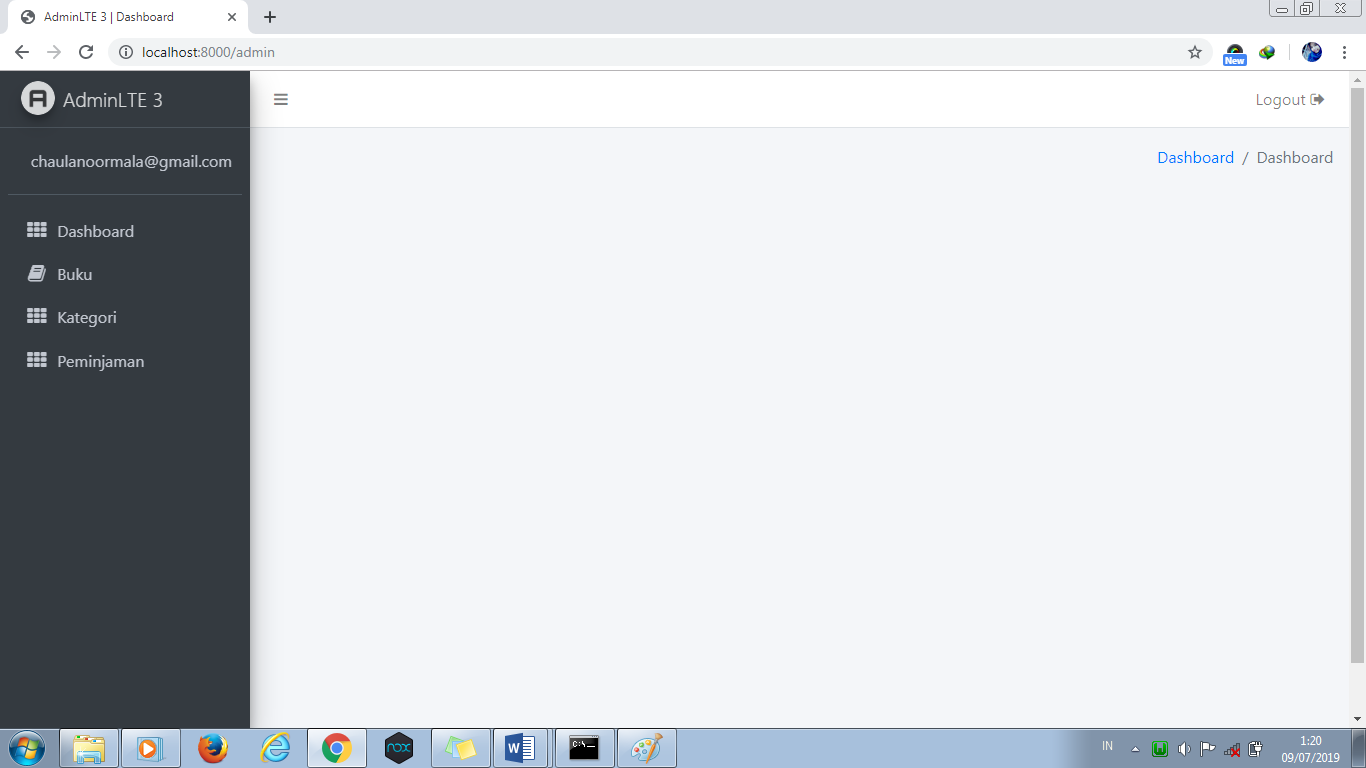 AdminLTE 3 | Dashboard
localhost:8000/admin
New
AdminLTE 3
Logout
chaulanoormala@gmail.com
Dashboard / Dashboard
Dashboard
Buku
Kategori
Peminjaman
nox
W
C:\
IN
1:20
09/07/2019